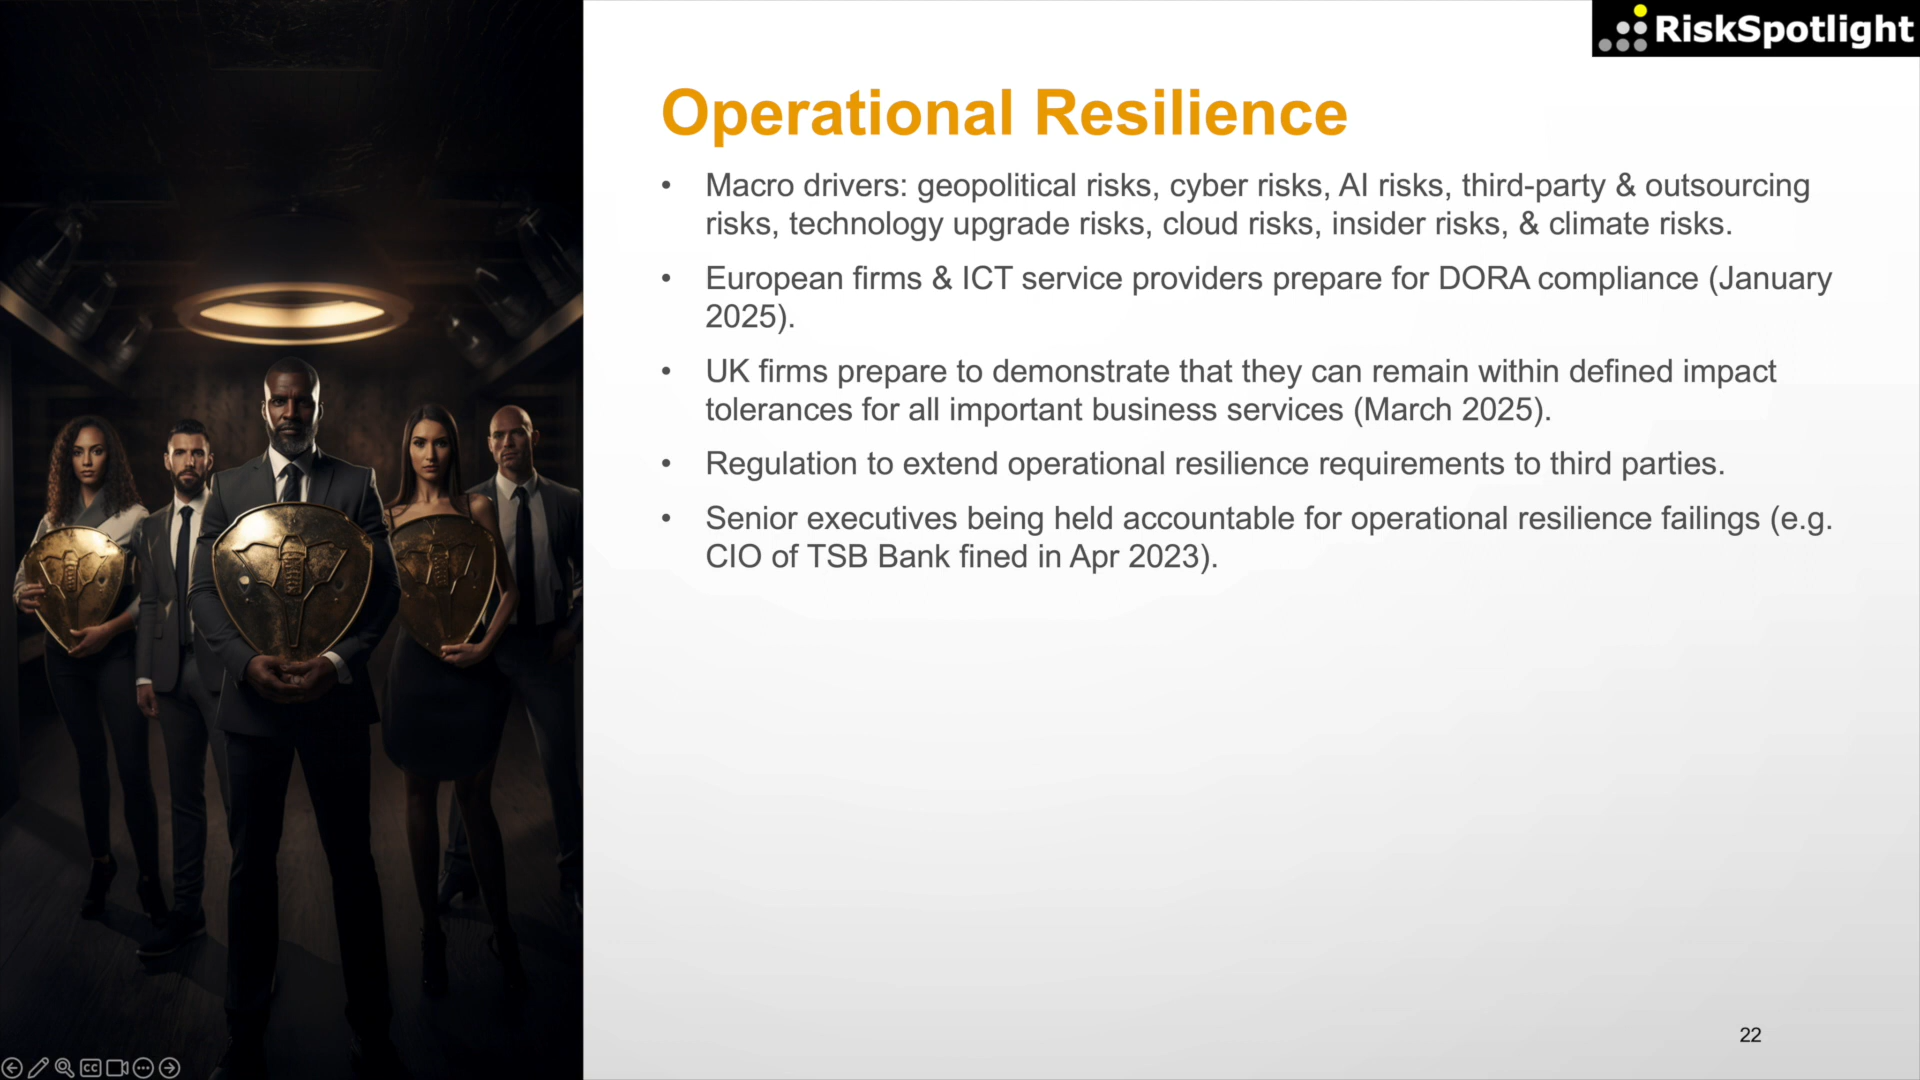 RiskSpotlight
Operational Resilience
• Macro drivers: geopolitical risks, cyber risks, AI risks, third-party & outsourcing
risks, technology upgrade risks, cloud risks, insider risks, & climate risks.
• European firms & ICT service providers prepare for DORA compliance (January
2025).
• UK firms prepare to demonstrate that they can remain within defined impact
tolerances for all important business services (March 2025).
• Regulation to extend operational resilience requirements to third parties.
• Senior executives being held accountable for operational resilience failings (e.g.
CIO of TSB Bank fined in Apr 2023).
22
CC